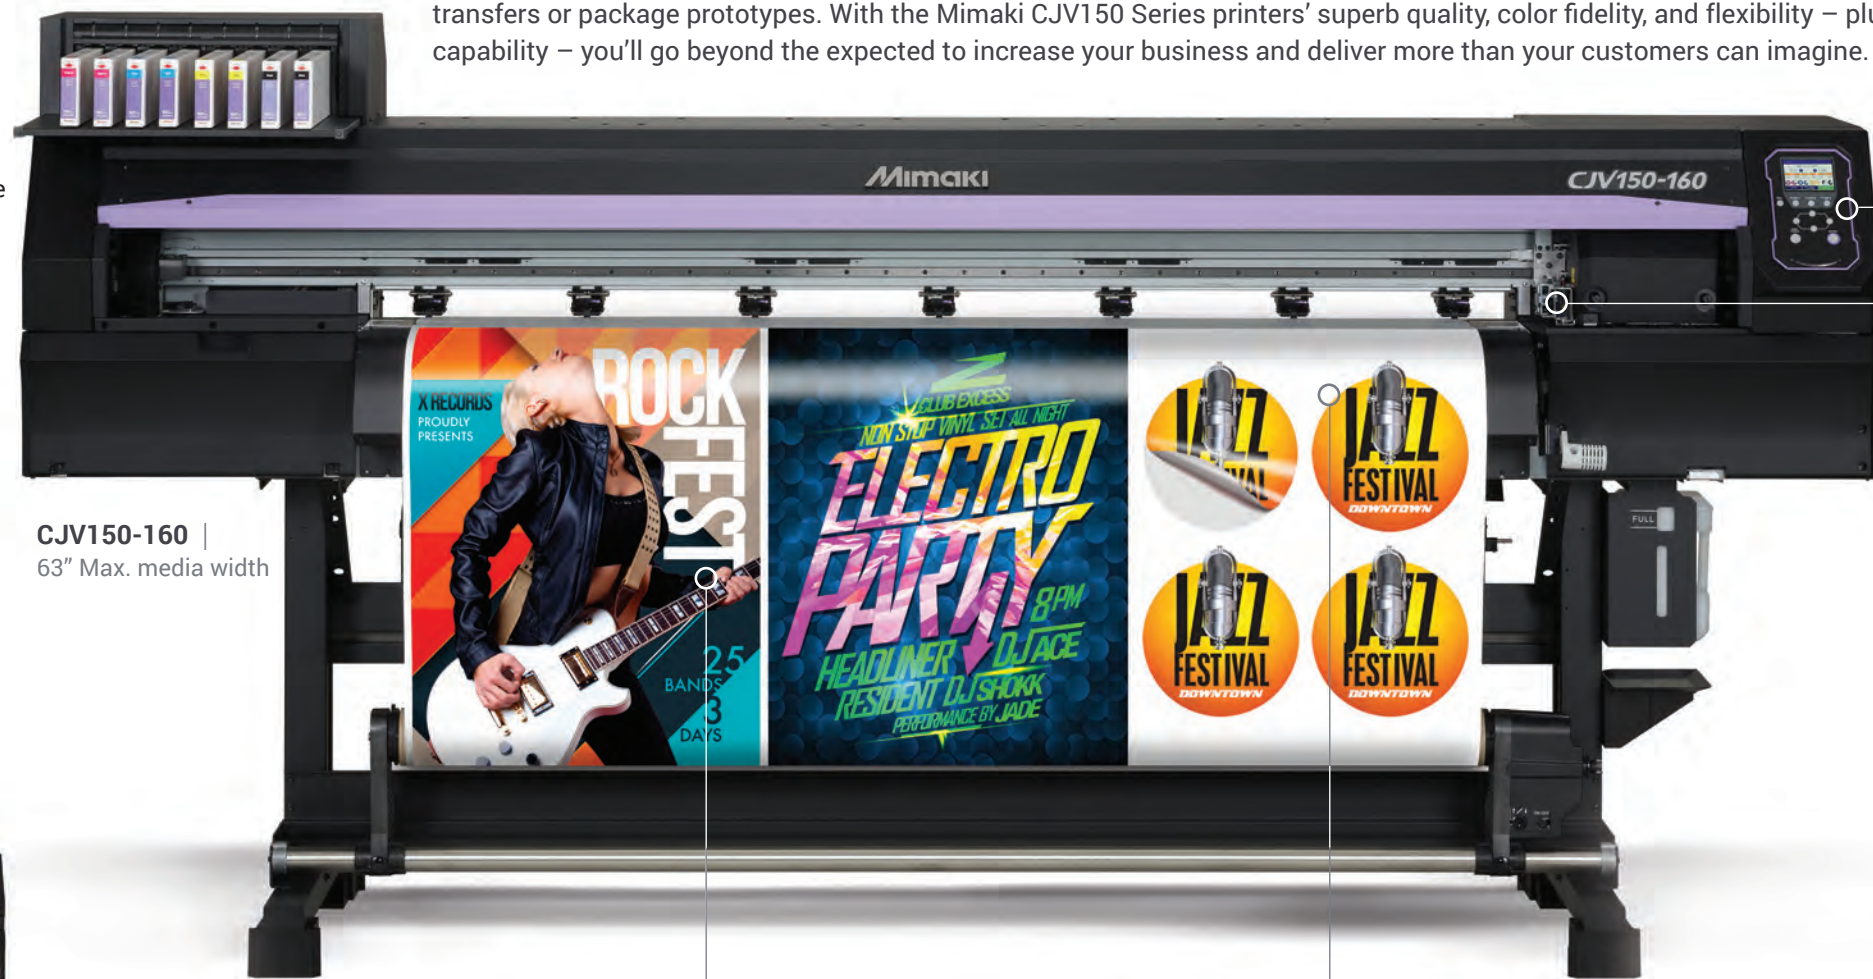 transfers or package prototypes. With the Mimaki CJV150 Series printers’ superb quality, color fidelity, and flexibility – plu
capability – you’ll go beyond the expected to increase your business and deliver more than your customers can imagine.
e
Mimaki
CJV150-160
CJV150-160 |
63” Max. media width
X RECORDS
PROUDLY
PRESENTS
ROCK
FEST
25
BANDS
3
DAYS
Z
CLUB EXCESS
NON STOP VINYL SET ALL NIGHT
ELECTRO
PARTY
8PM
HEADLINER DJ ACE
RESIDENT DJ SHOKK
PERFORMANCE BY JADE
JAZZ
JAZZ
FESTIVAL
DOWNTOWN
JAZZ
FESTIVAL
DOWNTOWN
JAZZ
FESTIVAL
DOWNTOWN
FULL